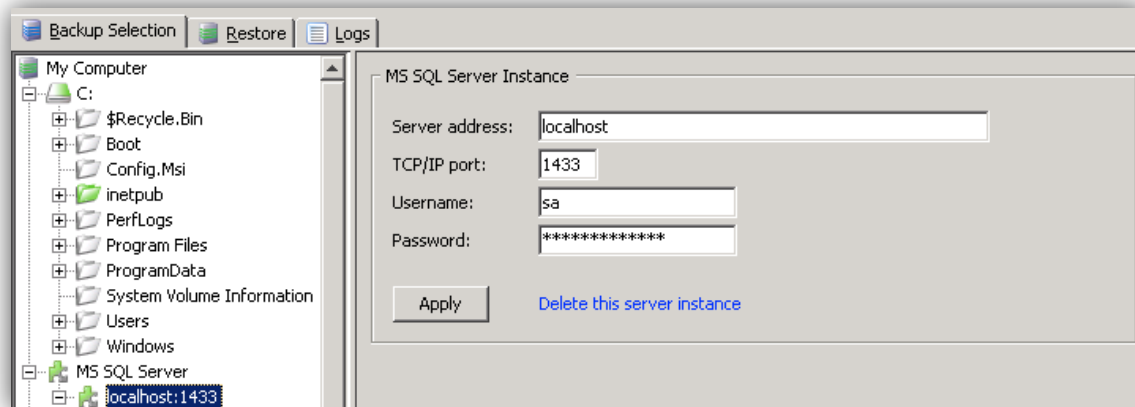 Backup Selection
Restore
Logs
My Computer
C:
$Recycle.Bin
Boot
Config.Msi
inetpub
PerfLogs
Program Files
ProgramData
System Volume Information
Users
Windows
MS SQL Server
localhost:1433
MS SQL Server Instance
Server address: localhost
TCP/IP port: 1433
Username: sa
Password: *************
Apply
Delete this server instance